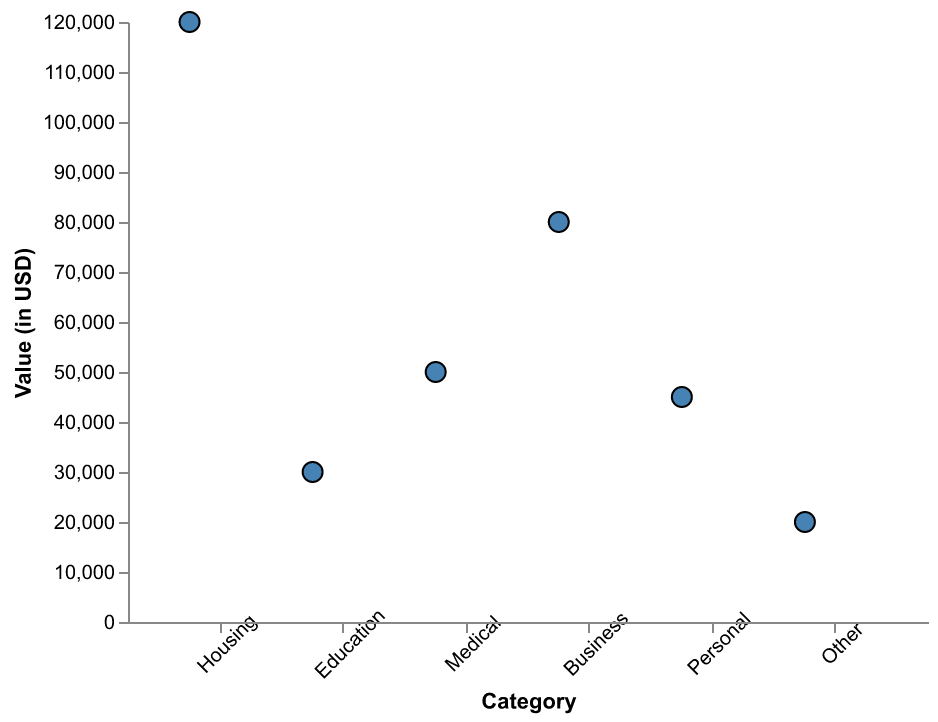 120,000
110,000
100,000
90,000
80,000
70,000
60,000
50,000
40,000
30,000
20,000
10,000
0
Value (in USD)
Housing
Education
Medical
Business
Personal
Other
Category